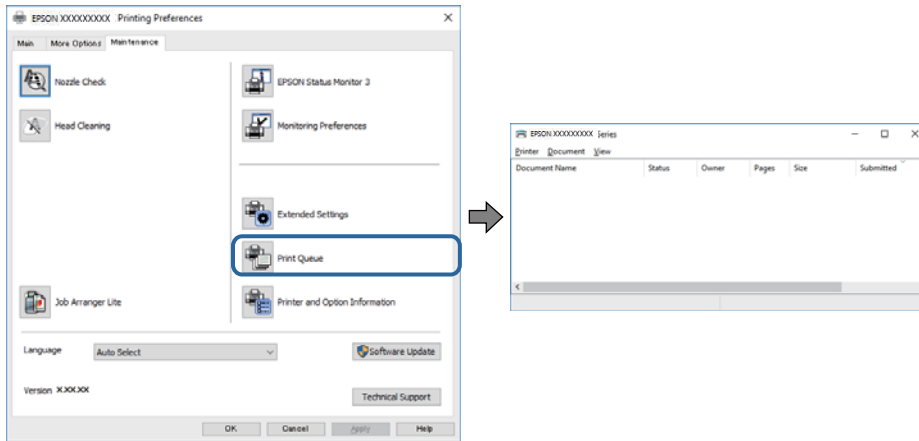 EPSON XXXXXXXXX Printing Preferences
Main More Options Maintenance
Nozzle Check
EPSON Status Monitor 3
Head Cleaning
Monitoring Preferences
Extended Settings
Print Queue
Job Arranger Lite
Printer and Option Information
Language Auto Select Software Update
Version X.XX.XX
Technical Support
OK Cancel Apply Help
EPSON XXXXXXXXX Series
Printer Document View
Document Name Status Owner Pages Size Submitted